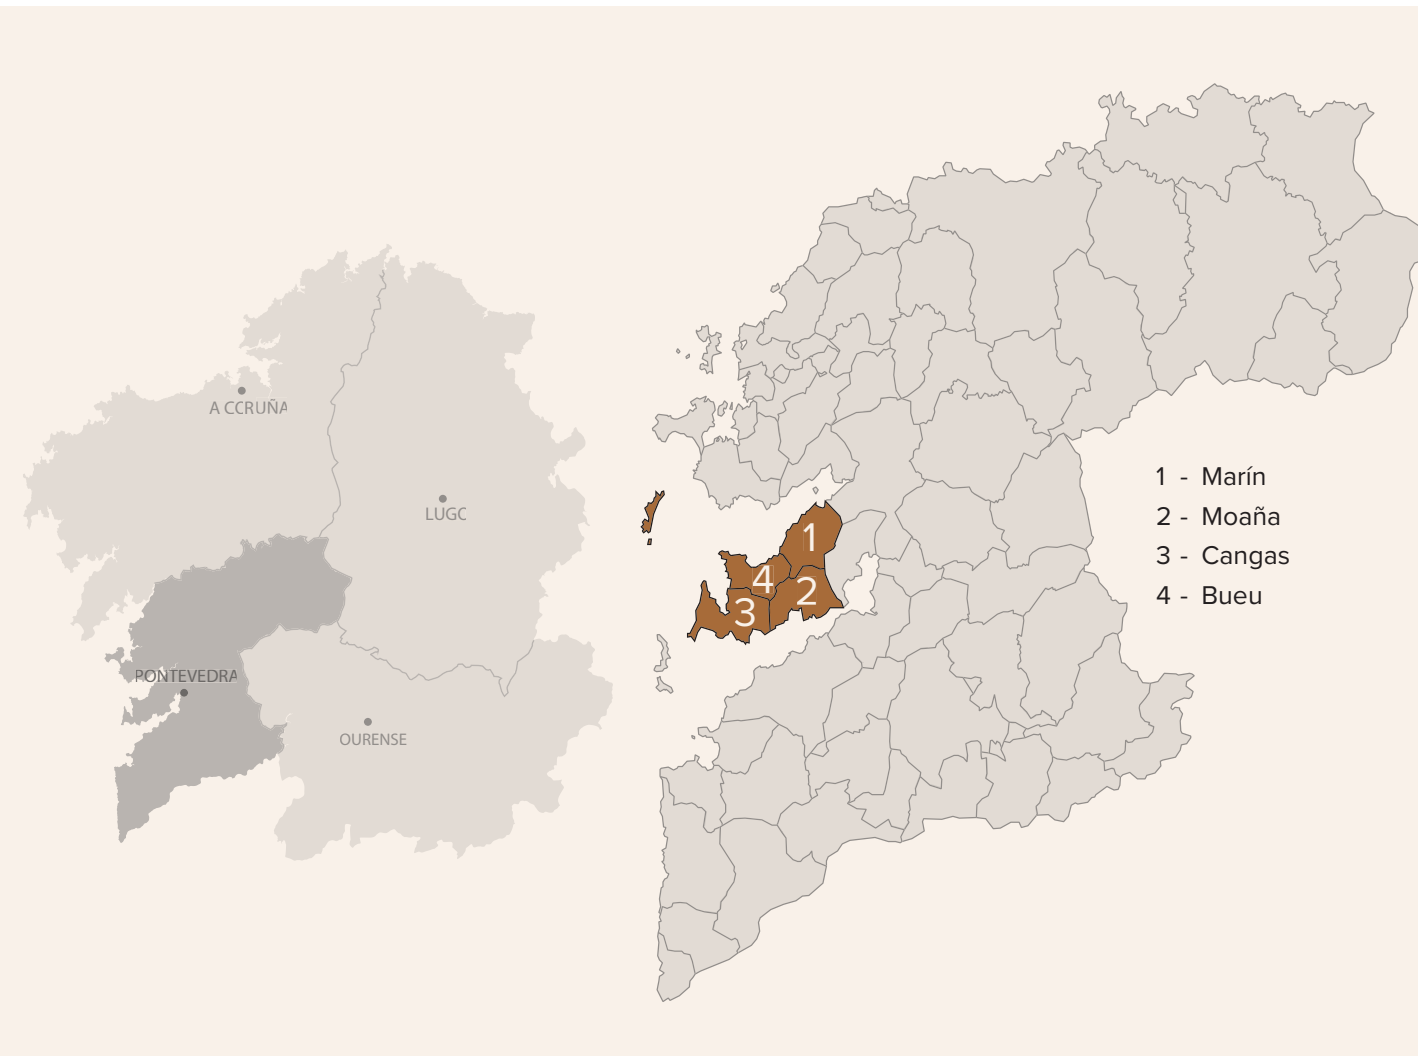 A CCRUÑA
LUGC
PONTEVEDRA
OURENSE
1
4
2
3
1 - Marín
2 - Moaña
3 - Cangas
4 - Bueu